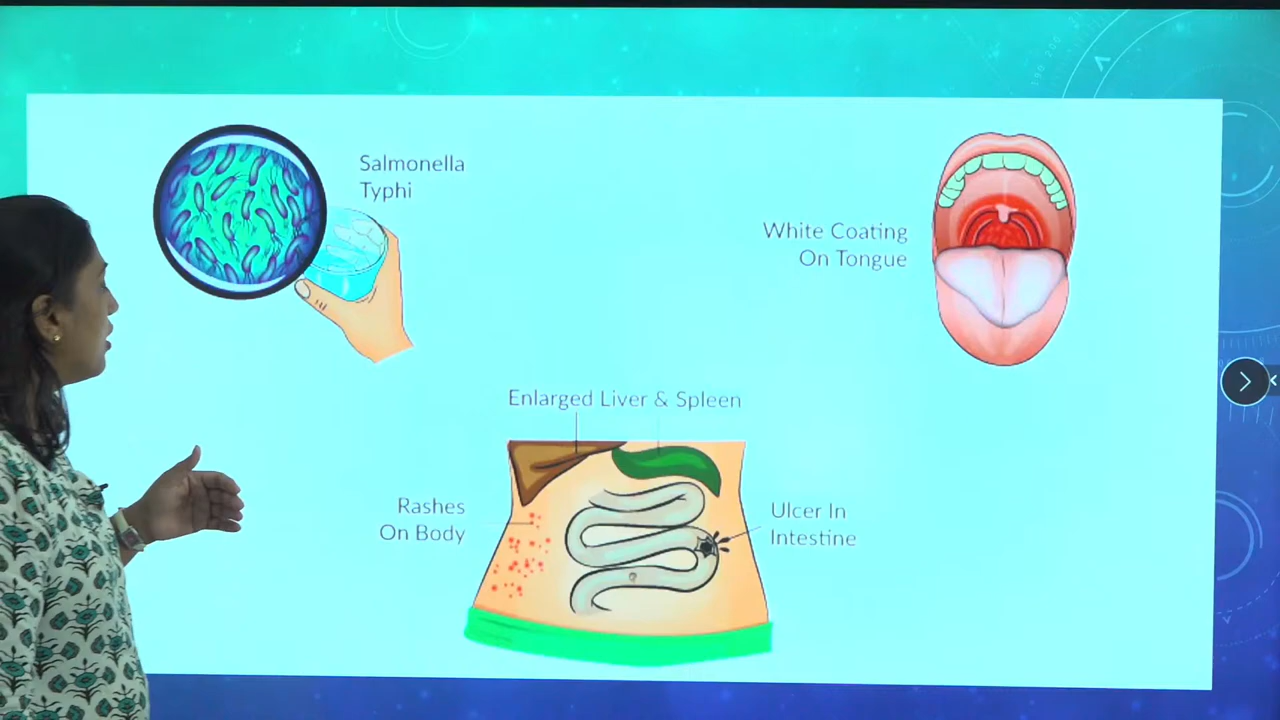 Salmonella
Typhi
White Coating
On Tongue
Enlarged Liver & Spleen
Rashes
On Body
Ulcer In
Intestine